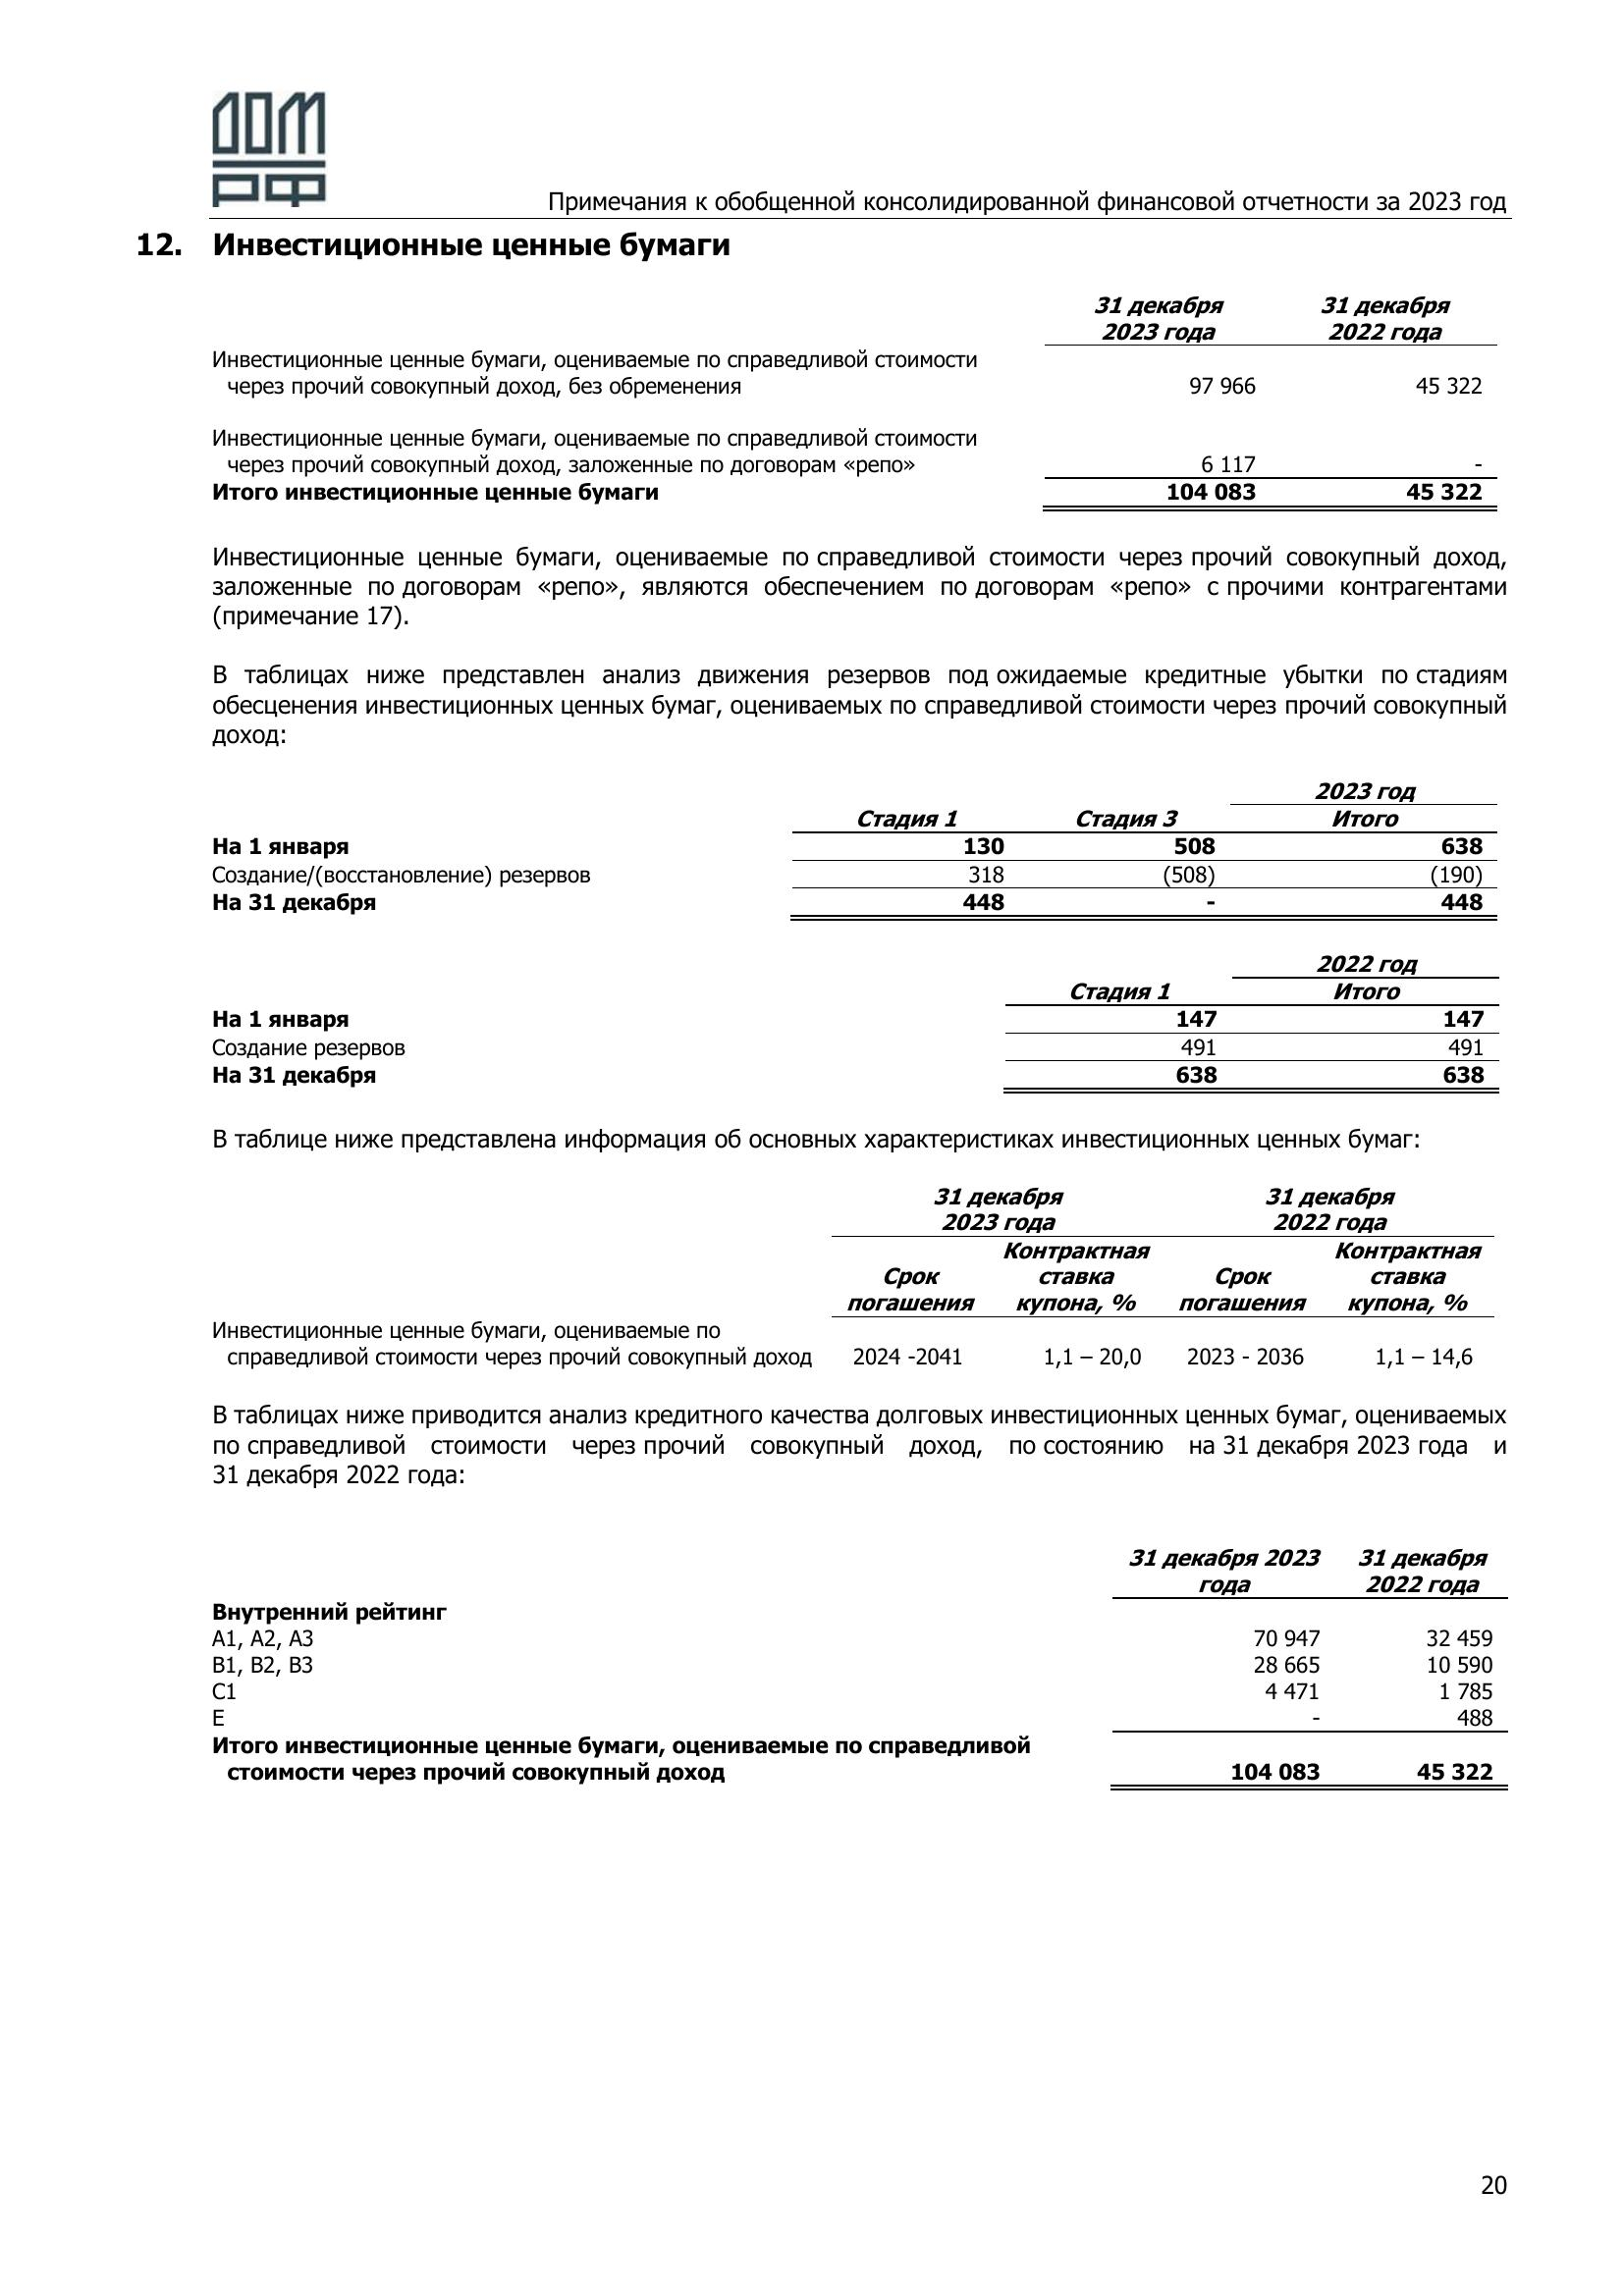 ДОМ
РФ
Примечания к обобщенной консолидированной финансовой отчетности за 2023 год
12. Инвестиционные ценные бумаги
31 декабря 31 декабря
2023 года 2022 года
Инвестиционные ценные бумаги, оцениваемые по справедливой стоимости
через прочий совокупный доход, без обременения 97 966 45 322
Инвестиционные ценные бумаги, оцениваемые по справедливой стоимости
через прочий совокупный доход, заложенные по договорам «репо» 6 117 -
Итого инвестиционные ценные бумаги 104 083 45 322
Инвестиционные ценные бумаги, оцениваемые по справедливой стоимости через прочий совокупный доход,
заложенные по договорам «репо», являются обеспечением по договорам «репо» с прочими контрагентами
(примечание 17).
В таблицах ниже представлен анализ движения резервов под ожидаемые кредитные убытки по стадиям
обесценения инвестиционных ценных бумаг, оцениваемых по справедливой стоимости через прочий совокупный
доход:
2023 год
Стадия 1 Стадия 3 Итого
На 1 января 130 508 638
Создание/(восстановление) резервов 318 (508) (190)
На 31 декабря 448 - 448
2022 год
Стадия 1 Итого
На 1 января 147 147
Создание резервов 491 491
На 31 декабря 638 638
В таблице ниже представлена информация об основных характеристиках инвестиционных ценных бумаг:
31 декабря 31 декабря
2023 года 2022 года
Контрактная Контрактная
Срок ставка Срок ставка
погашения купона, % погашения купона, %
Инвестиционные ценные бумаги, оцениваемые по
справедливой стоимости через прочий совокупный доход 2024 -2041 1,1 – 20,0 2023 - 2036 1,1 – 14,6
В таблицах ниже приводится анализ кредитного качества долговых инвестиционных ценных бумаг, оцениваемых
по справедливой стоимости через прочий совокупный доход, по состоянию на 31 декабря 2023 года и
31 декабря 2022 года:
31 декабря 2023 31 декабря
года 2022 года
Внутренний рейтинг
A1, A2, A3 70 947 32 459
B1, B2, B3 28 665 10 590
C1 4 471 1 785
E - 488
Итого инвестиционные ценные бумаги, оцениваемые по справедливой
стоимости через прочий совокупный доход 104 083 45 322
20